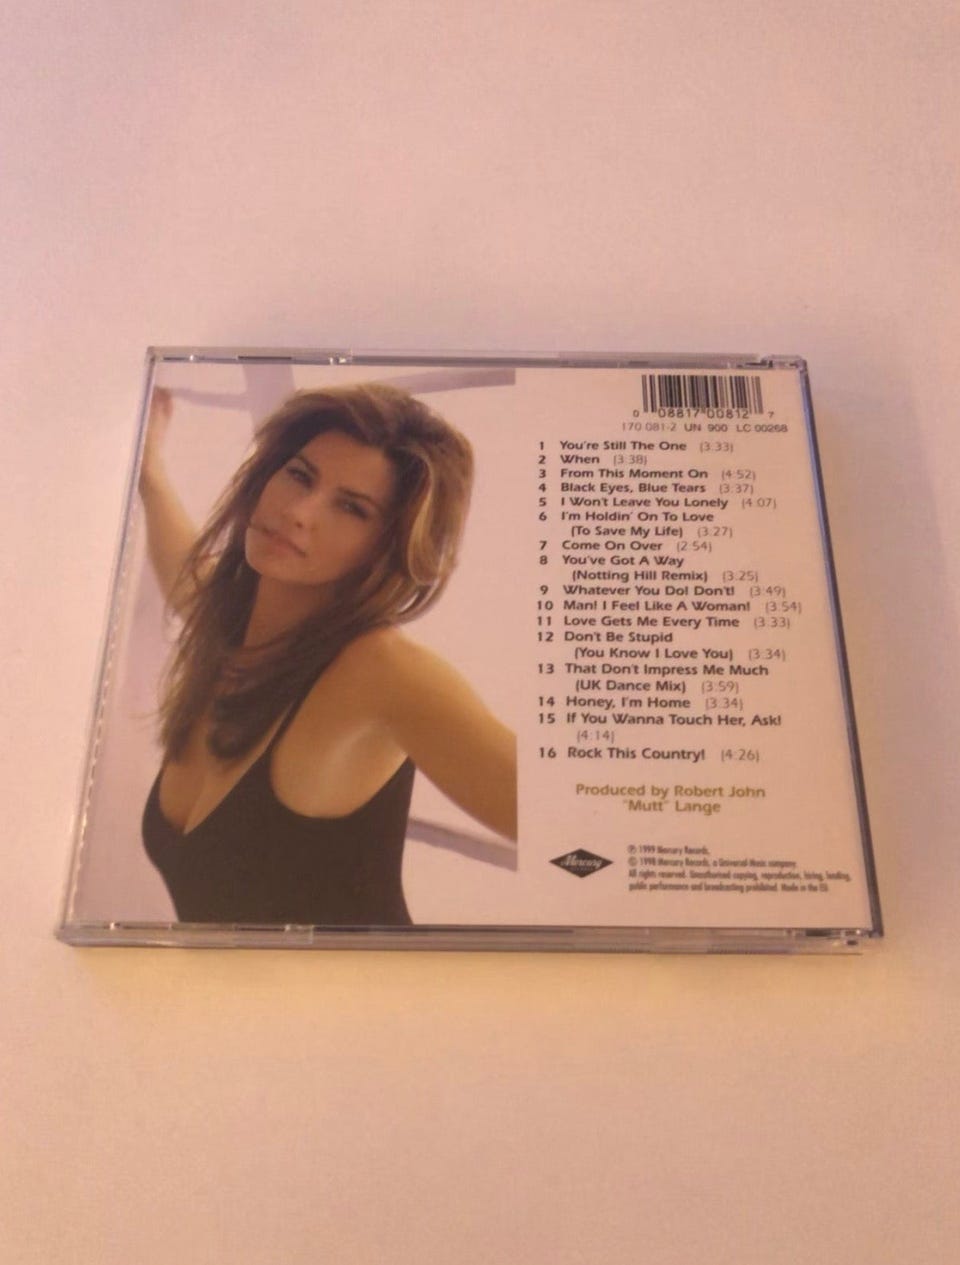 0 08817 00812 7
170 081-2 UN 900 LC 00268
1 You're Still The One (3:33)
2 When (3:38)
3 From This Moment On (4:52)
4 Black Eyes, Blue Tears (3:37)
5 I Won't Leave You Lonely (4:07)
6 I'm Holdin' On To Love
(To Save My Life) (3:27)
7 Come On Over (2:54)
8 You've Got A Way
(Notting Hill Remix) (3:25)
9 Whatever You Do! Don't! (3:49)
10 Man! I Feel Like A Woman! (3:54)
11 Love Gets Me Every Time (3:33)
12 Don't Be Stupid
(You Know I Love You) (3:34)
13 That Don't Impress Me Much
(UK Dance Mix) (3:59)
14 Honey, I'm Home (3:34)
15 If You Wanna Touch Her, Ask!
(4:14)
16 Rock This Country! (4:26)
Produced by Robert John
"Mutt" Lange
Mercury
℗ 1999 Mercury Records.
© 1998 Mercury Records, a Universal Music company.
All rights reserved. Unauthorised copying, reproduction, hiring, lending,
public performance and broadcasting prohibited. Made in the EU